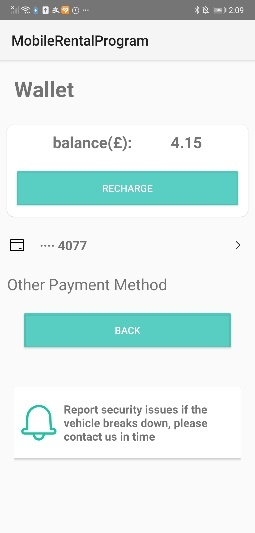 2:09
MobileRentalProgram
Wallet
balance(£): 4.15
RECHARGE
···· 4077
Other Payment Method
BACK
Report security issues if the
vehicle breaks down, please
contact us in time